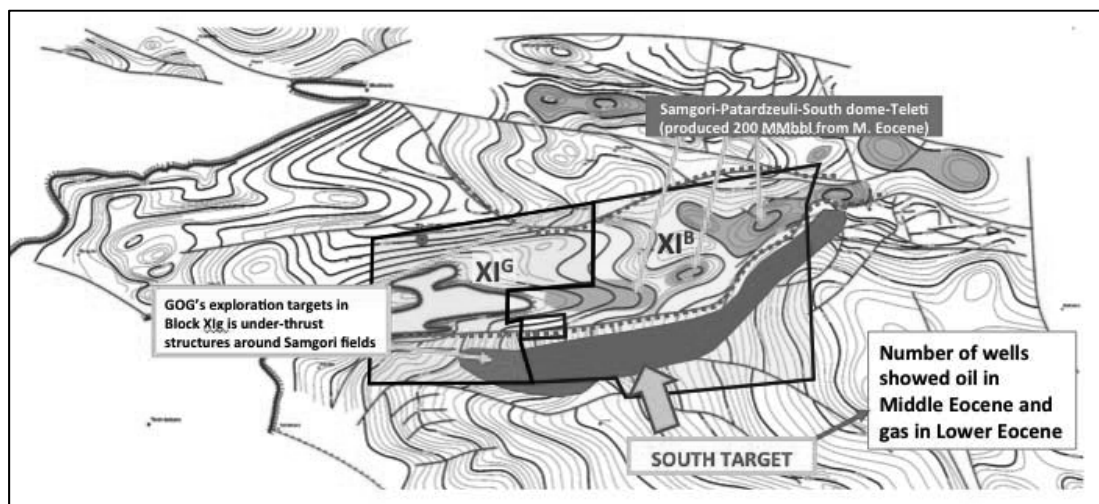 Samgori-Patardzeuli-South dome-Teleti
(produced 200 MMbbl from M. Eocene)
XIᴮ
XIᴳ
GOG's exploration targets in
Block XIg is under-thrust
structures around Samgori fields
Number of wells
showed oil in
Middle Eocene and
gas in Lower Eocene
SOUTH TARGET